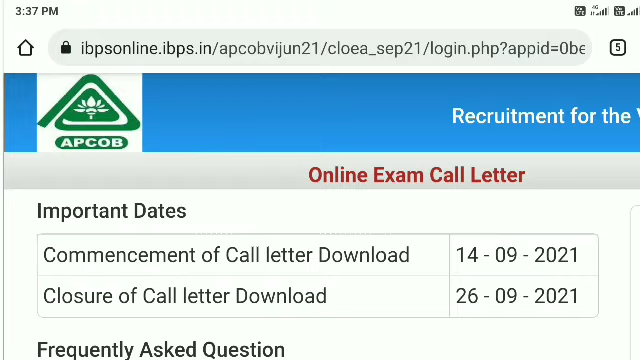 3:37 PM
4G
ibpsonline.ibps.in/apcobvijun21/cloea_sep21/login.php?appid=0be
5
APCOB
Recruitment for the
Online Exam Call Letter
Important Dates
Commencement of Call letter Download 14 - 09 - 2021
Closure of Call letter Download 26 - 09 - 2021
Frequently Asked Question